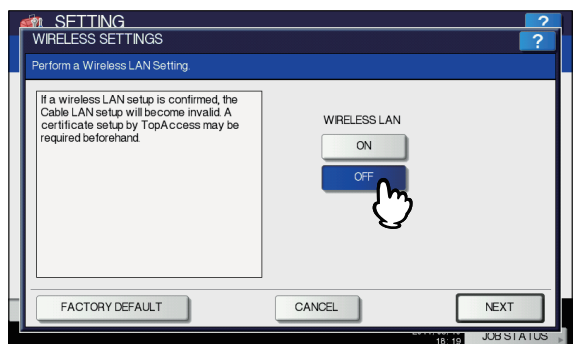 SETTING
?
WIRELESS SETTINGS
?
Perform a Wireless LAN Setting.
If a wireless LAN setup is confirmed, the
Cable LAN setup will become invalid. A
certificate setup by TopAccess may be
required beforehand.
WIRELESS LAN
ON
OFF
FACTORY DEFAULT
CANCEL
NEXT
18:19
JOB STATUS